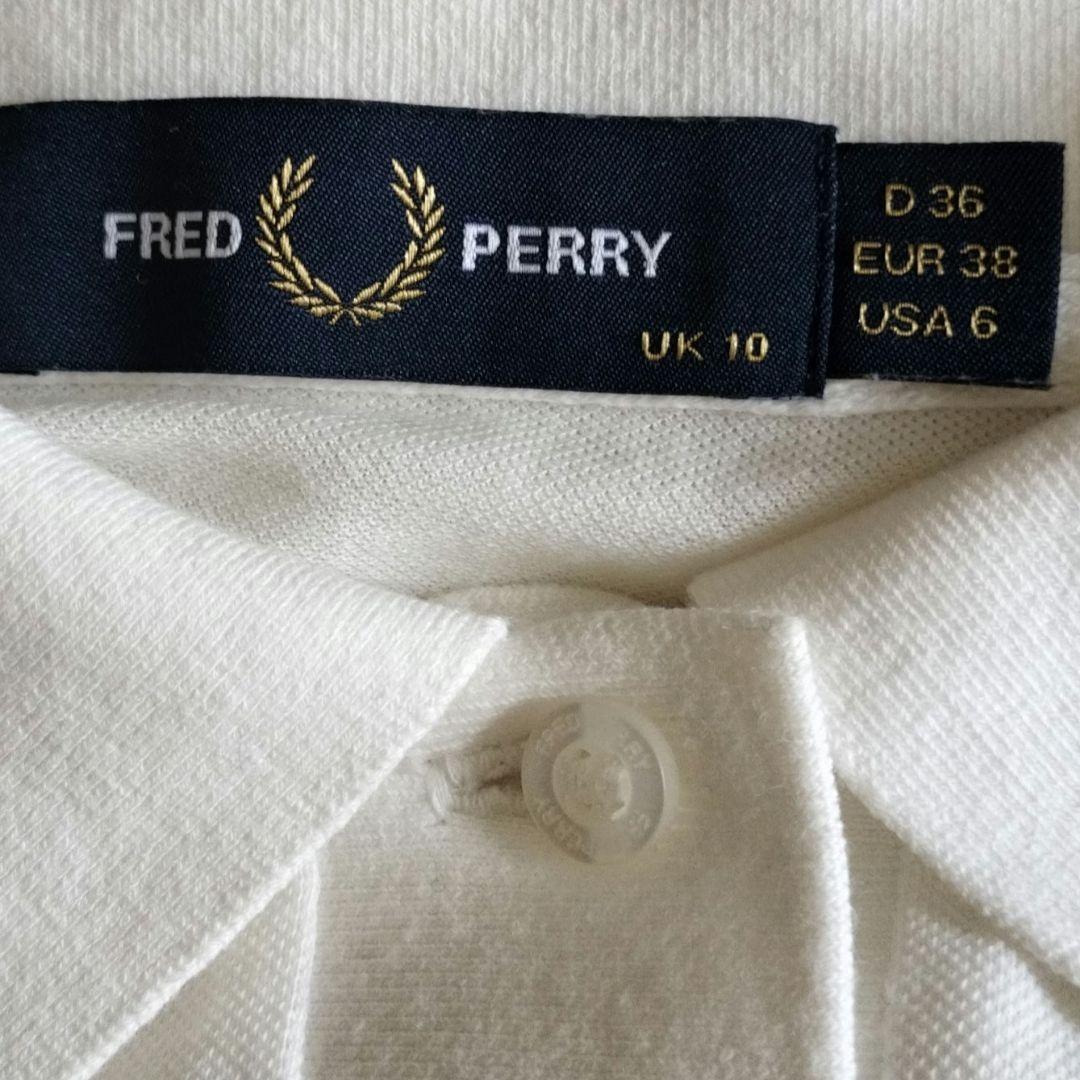 FRED PERRY
UK 10
D 36
EUR 38
USA 6